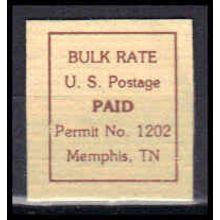 BULK RATE
U. S. Postage
PAID
Permit No. 1202
Memphis, TN